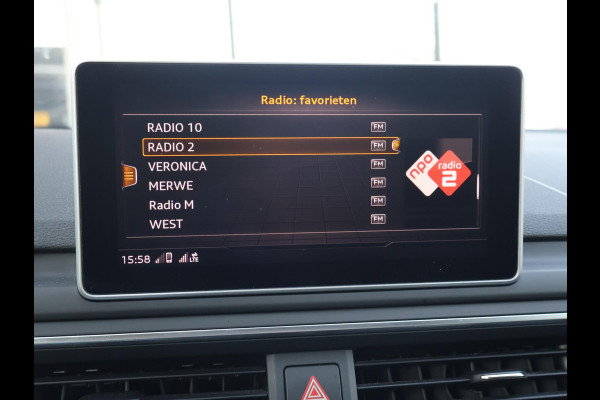 Radio: favorieten
RADIO 10 FM
RADIO 2 FM
VERONICA FM
MERWE FM
Radio M FM
WEST FM
npo radio 2
15:58 LTE